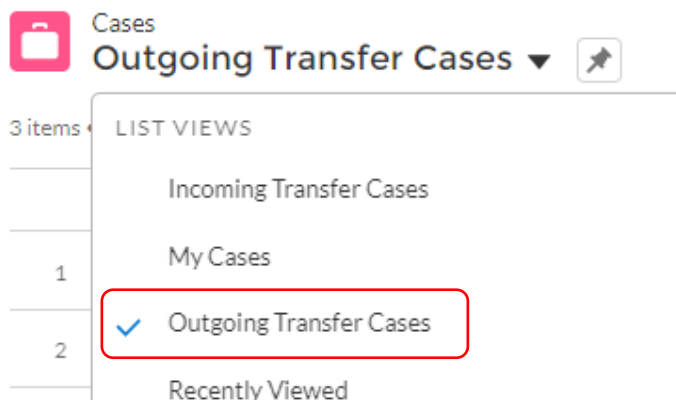 Cases
Outgoing Transfer Cases
3 items
LIST VIEWS
Incoming Transfer Cases
My Cases
1
Outgoing Transfer Cases
2
Recently Viewed